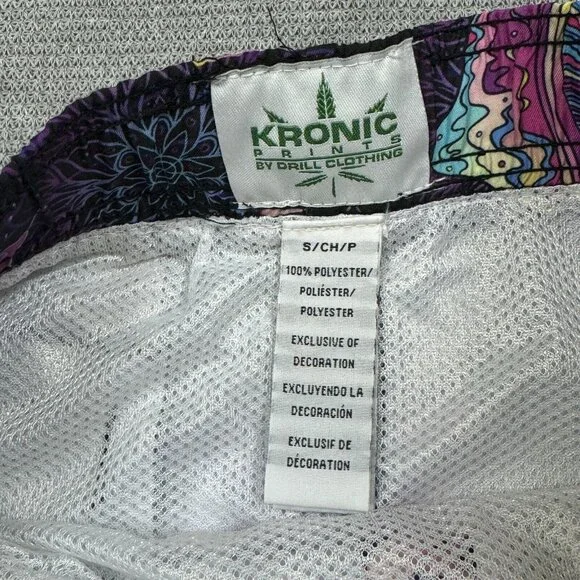 KRONIC
PRINTS
BY DRILL CLOTHING
S/CH/P
100% POLYESTER/
POLIÉSTER/
POLYESTER
EXCLUSIVE OF
DECORATION
EXCLUYENDO LA
DECORACIÓN
EXCLUSIF DE
DÉCORATION